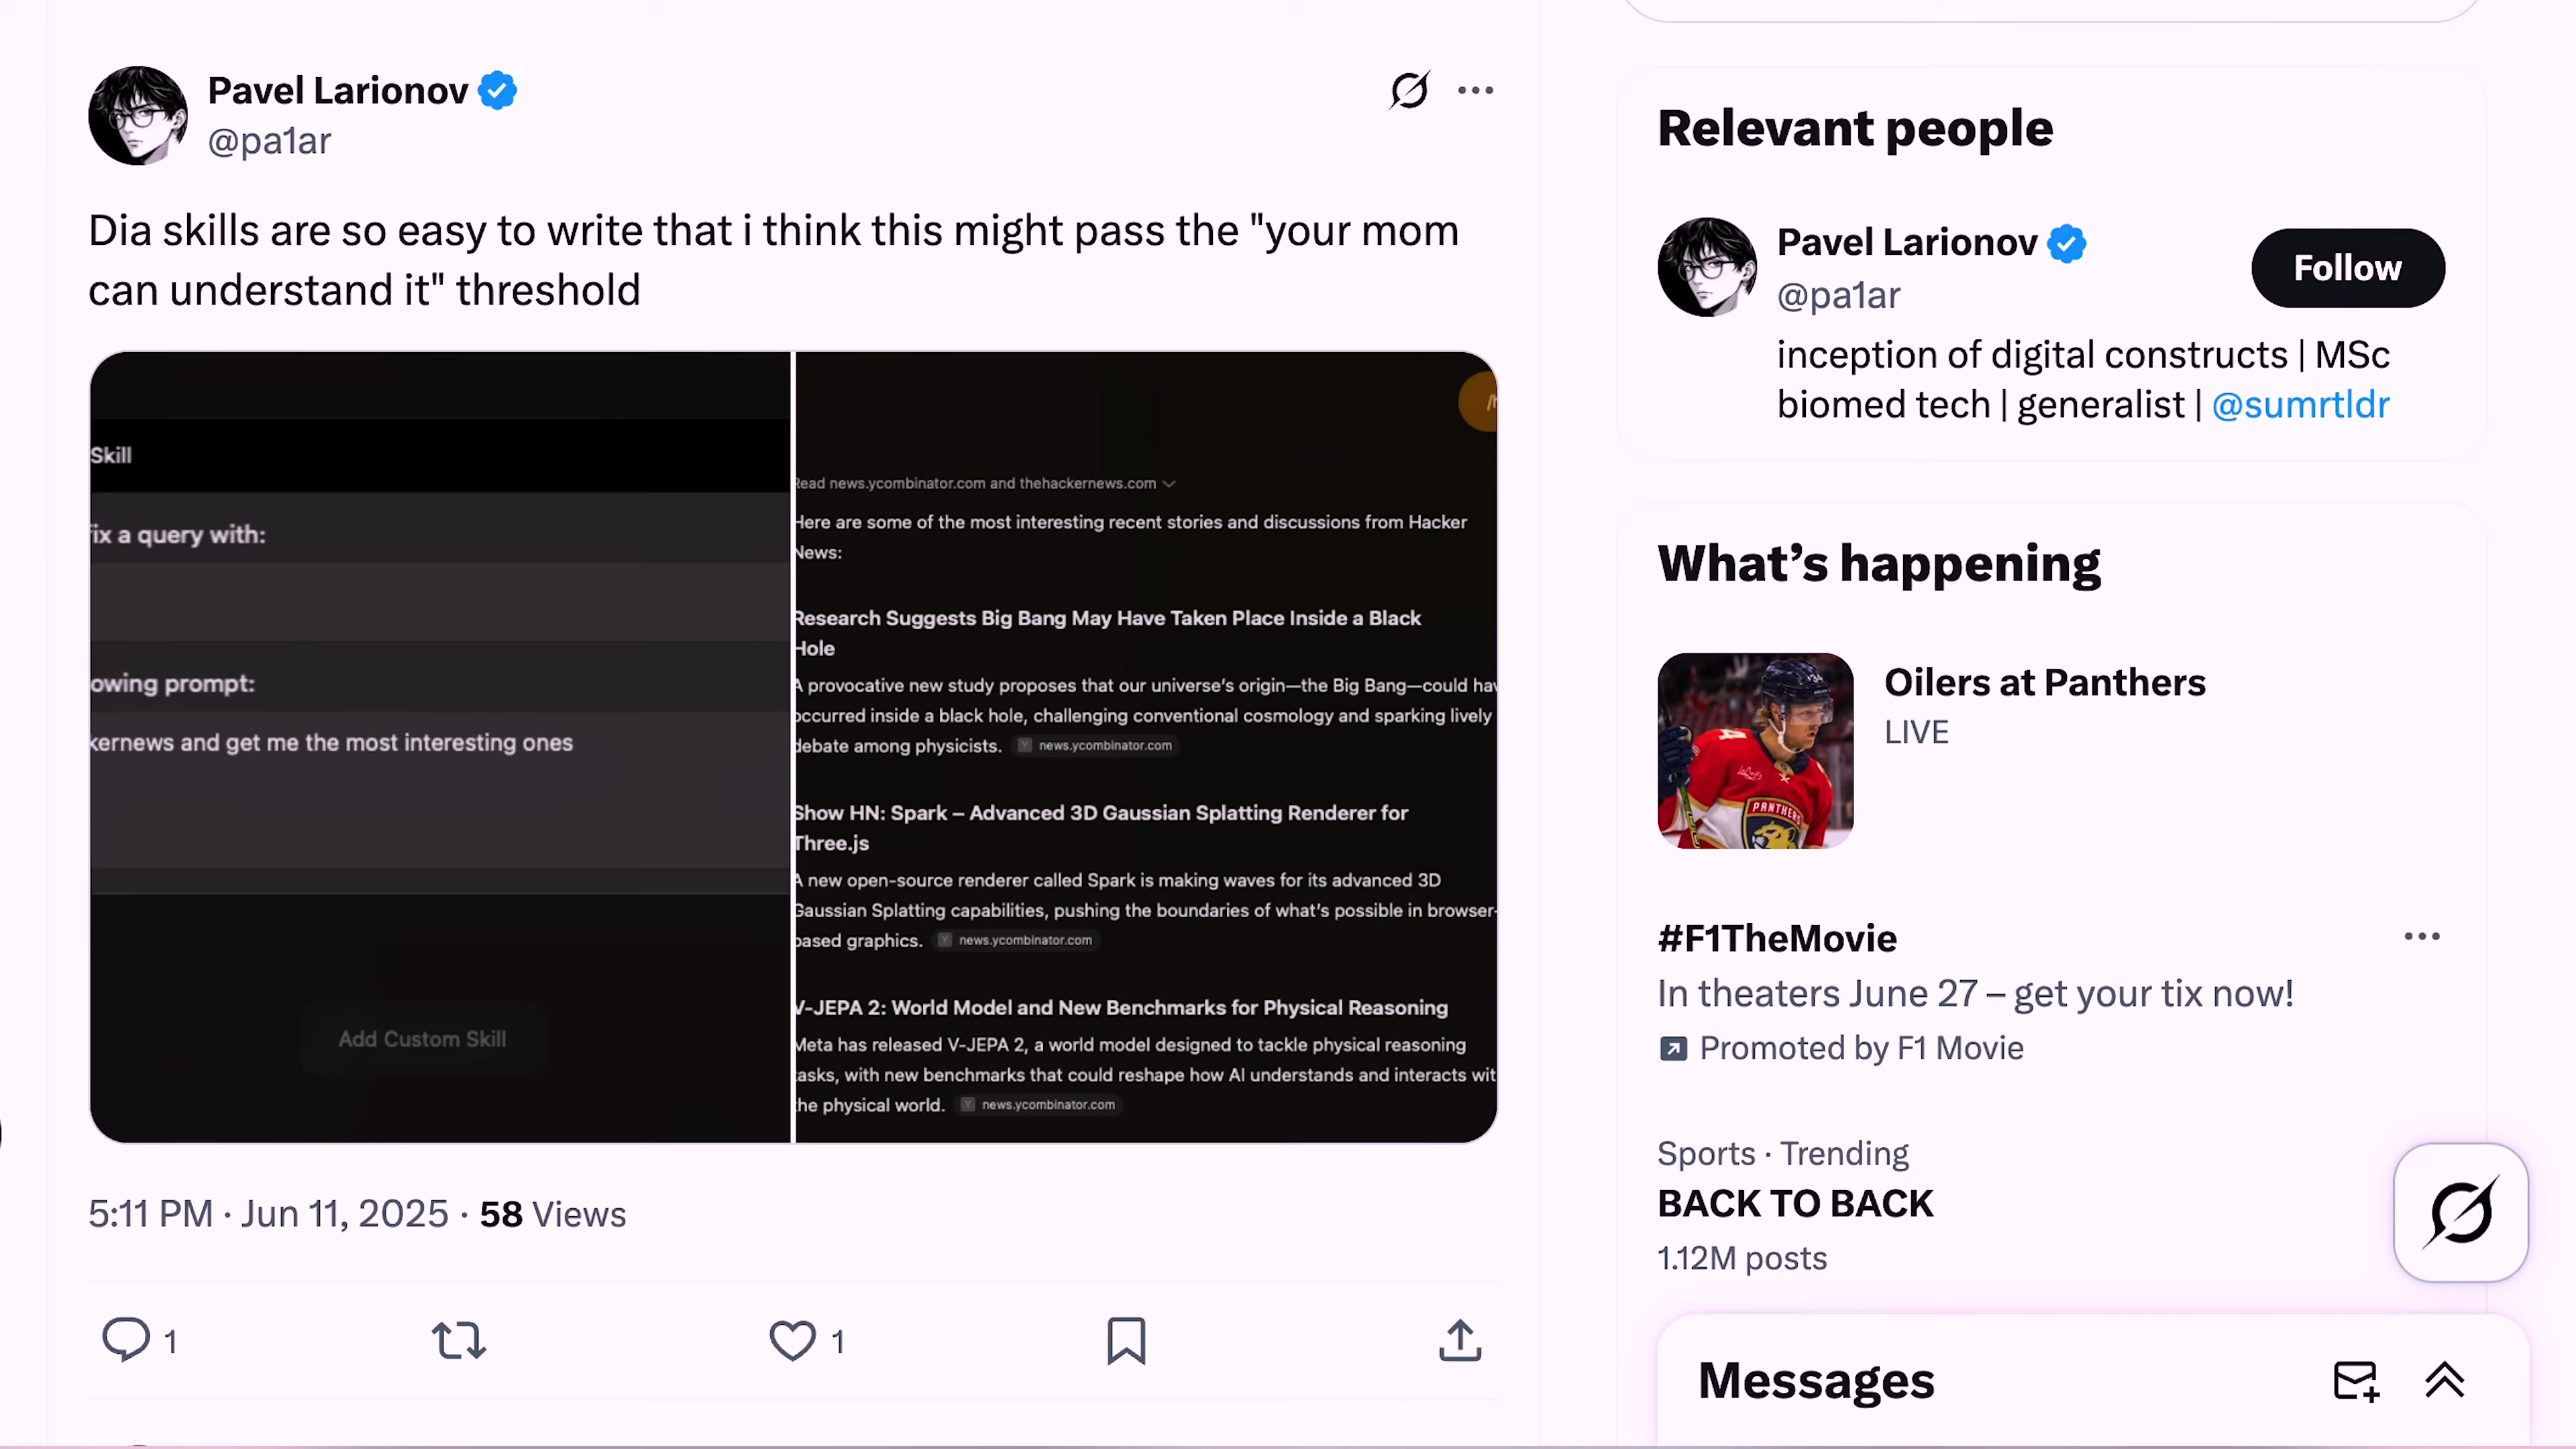 Pavel Larionov
@pa1ar
Dia skills are so easy to write that i think this might pass the "your mom
can understand it" threshold
Skill
ix a query with:
owing prompt:
kernews and get me the most interesting ones
Add Custom Skill
Read news.ycombinator.com and thehackernews.com
Here are some of the most interesting recent stories and discussions from Hacker
News:
Research Suggests Big Bang May Have Taken Place Inside a Black
Hole
A provocative new study proposes that our universe's origin—the Big Bang—could hav
occurred inside a black hole, challenging conventional cosmology and sparking lively
debate among physicists. news.ycombinator.com
Show HN: Spark – Advanced 3D Gaussian Splatting Renderer for
Three.js
A new open-source renderer called Spark is making waves for its advanced 3D
Gaussian Splatting capabilities, pushing the boundaries of what's possible in browser-
based graphics. news.ycombinator.com
V-JEPA 2: World Model and New Benchmarks for Physical Reasoning
Meta has released V-JEPA 2, a world model designed to tackle physical reasoning
tasks, with new benchmarks that could reshape how AI understands and interacts wit
the physical world. news.ycombinator.com
5:11 PM · Jun 11, 2025 · 58 Views
1
1
Relevant people
Pavel Larionov
@pa1ar
Follow
inception of digital constructs | MSc
biomed tech | generalist | @sumrtldr
What's happening
Oilers at Panthers
LIVE
PANTHERS
#F1TheMovie
In theaters June 27 – get your tix now!
Promoted by F1 Movie
Sports · Trending
BACK TO BACK
1.12M posts
Messages